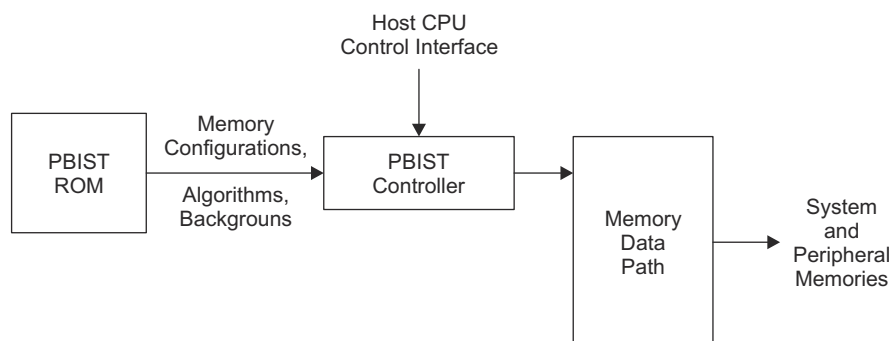 Host CPU
Control Interface
PBIST
ROM
Memory
Configurations,
Algorithms,
Backgrouns
PBIST
Controller
Memory
Data
Path
System
and
Peripheral
Memories